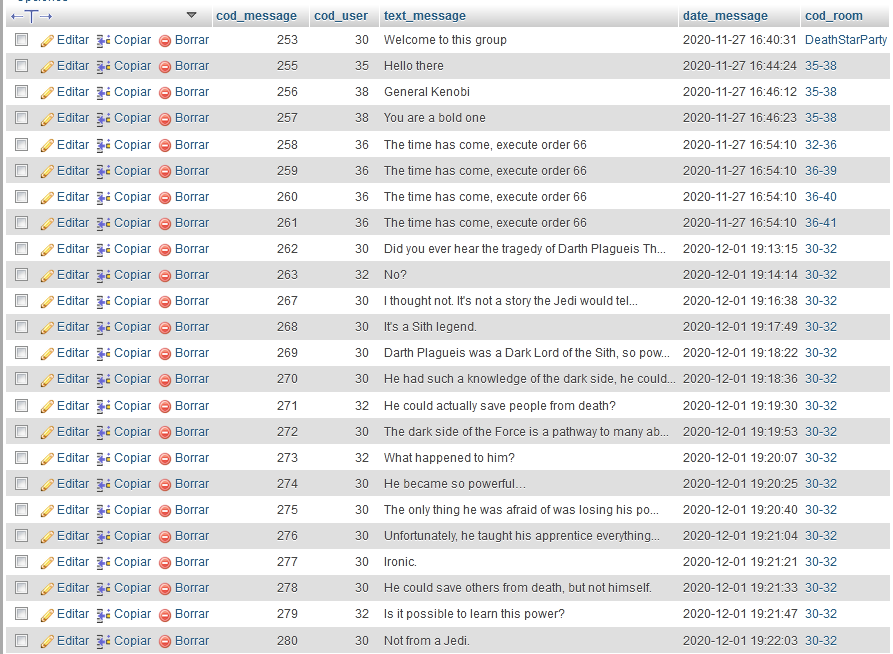 cod_message cod_user text_message date_message cod_room
Editar Copiar Borrar 253 30 Welcome to this group 2020-11-27 16:40:31 DeathStarParty
Editar Copiar Borrar 255 35 Hello there 2020-11-27 16:44:24 35-38
Editar Copiar Borrar 256 38 General Kenobi 2020-11-27 16:46:12 35-38
Editar Copiar Borrar 257 38 You are a bold one 2020-11-27 16:46:23 35-38
Editar Copiar Borrar 258 36 The time has come, execute order 66 2020-11-27 16:54:10 32-36
Editar Copiar Borrar 259 36 The time has come, execute order 66 2020-11-27 16:54:10 36-39
Editar Copiar Borrar 260 36 The time has come, execute order 66 2020-11-27 16:54:10 36-40
Editar Copiar Borrar 261 36 The time has come, execute order 66 2020-11-27 16:54:10 36-41
Editar Copiar Borrar 262 30 Did you ever hear the tragedy of Darth Plagueis Th... 2020-12-01 19:13:15 30-32
Editar Copiar Borrar 263 32 No? 2020-12-01 19:14:14 30-32
Editar Copiar Borrar 267 30 I thought not. It's not a story the Jedi would tel... 2020-12-01 19:16:38 30-32
Editar Copiar Borrar 268 30 It's a Sith legend. 2020-12-01 19:17:49 30-32
Editar Copiar Borrar 269 30 Darth Plagueis was a Dark Lord of the Sith, so pow... 2020-12-01 19:18:22 30-32
Editar Copiar Borrar 270 30 He had such a knowledge of the dark side, he could... 2020-12-01 19:18:36 30-32
Editar Copiar Borrar 271 32 He could actually save people from death? 2020-12-01 19:19:30 30-32
Editar Copiar Borrar 272 30 The dark side of the Force is a pathway to many ab... 2020-12-01 19:19:53 30-32
Editar Copiar Borrar 273 32 What happened to him? 2020-12-01 19:20:07 30-32
Editar Copiar Borrar 274 30 He became so powerful… 2020-12-01 19:20:25 30-32
Editar Copiar Borrar 275 30 The only thing he was afraid of was losing his po... 2020-12-01 19:20:40 30-32
Editar Copiar Borrar 276 30 Unfortunately, he taught his apprentice everything... 2020-12-01 19:21:04 30-32
Editar Copiar Borrar 277 30 Ironic. 2020-12-01 19:21:21 30-32
Editar Copiar Borrar 278 30 He could save others from death, but not himself. 2020-12-01 19:21:33 30-32
Editar Copiar Borrar 279 32 Is it possible to learn this power? 2020-12-01 19:21:47 30-32
Editar Copiar Borrar 280 30 Not from a Jedi. 2020-12-01 19:22:03 30-32